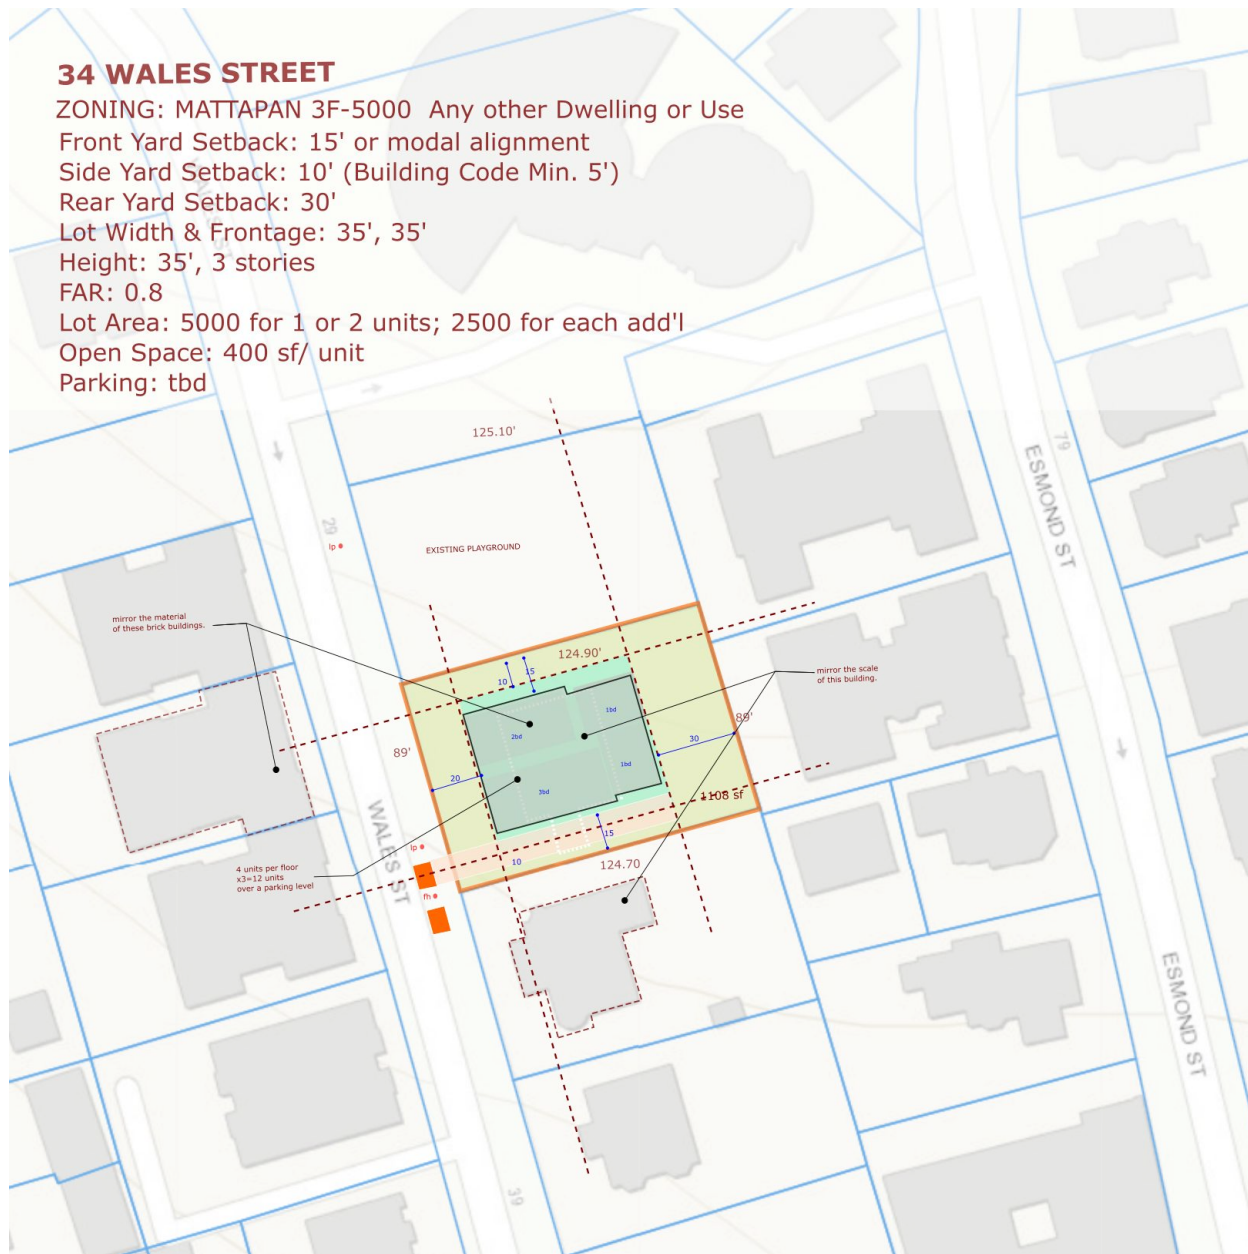 34 WALES STREET
ZONING: MATTAPAN 3F-5000 Any other Dwelling or Use
Front Yard Setback: 15' or modal alignment
Side Yard Setback: 10' (Building Code Min. 5')
Rear Yard Setback: 30'
Lot Width & Frontage: 35', 35'
Height: 35', 3 stories
FAR: 0.8
Lot Area: 5000 for 1 or 2 units; 2500 for each add'l
Open Space: 400 sf/ unit
Parking: tbd
WALES ST
125.10'
79
ESMOND ST
29
lp
EXISTING PLAYGROUND
mirror the material
of these brick buildings.
124.90'
10
15
mirror the scale
of this building.
1bd
89'
2bd
89'
30
1bd
20
3bd
1108 sf
WALES ST
15
lp
10
124.70
4 units per floor
x3=12 units
over a parking level
fh
ESMOND ST
39